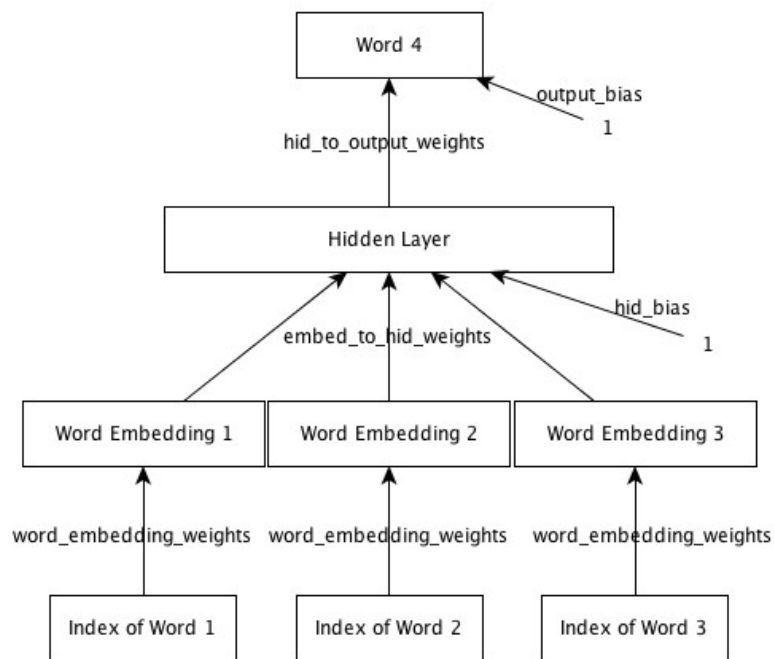 Word 4
output_bias
1
hid_to_output_weights
Hidden Layer
hid_bias
embed_to_hid_weights
1
Word Embedding 1
Word Embedding 2
Word Embedding 3
word_embedding_weights
word_embedding_weights
word_embedding_weights
Index of Word 1
Index of Word 2
Index of Word 3